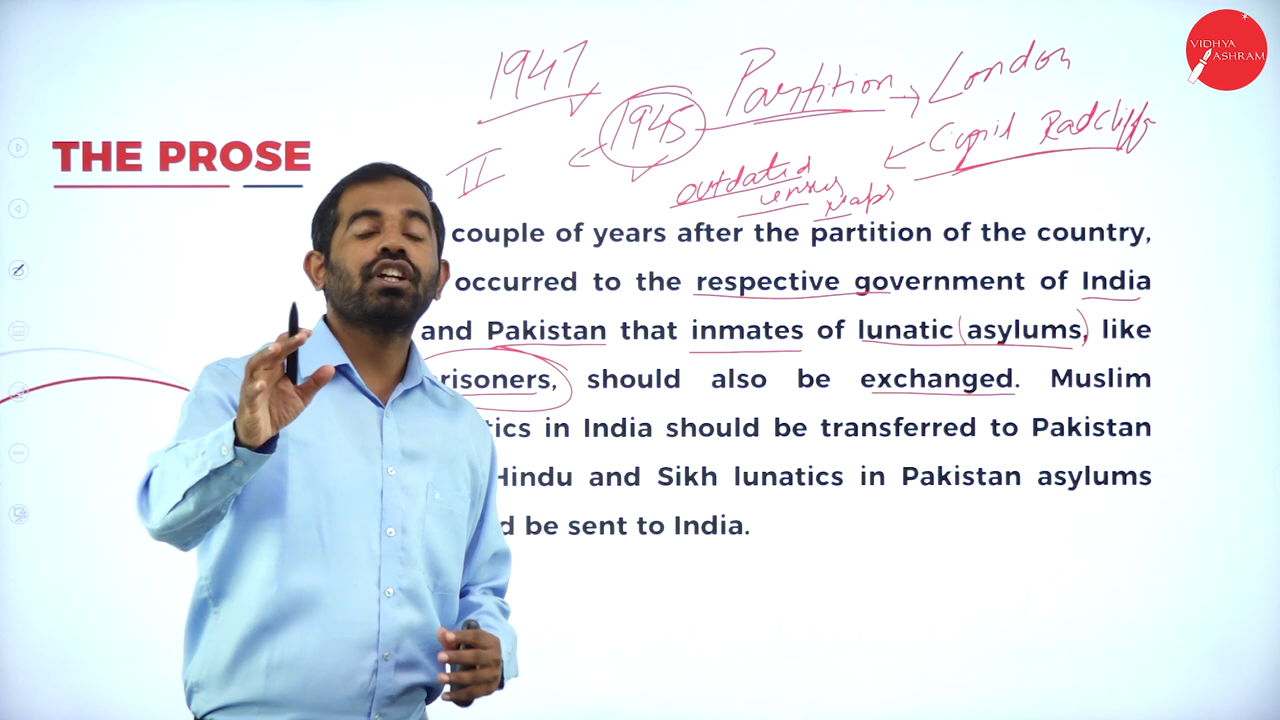 VIDHYA
ASHRAM
1947
1945
Partition
London
Cyril Radcliffe
II
outdated
census
maps
THE PROSE
couple of years after the partition of the country,
occurred to the respective government of India
and Pakistan that inmates of lunatic (asylums), like
risoners, should also be exchanged. Muslim
tics in India should be transferred to Pakistan
Hindu and Sikh lunatics in Pakistan asylums
d be sent to India.